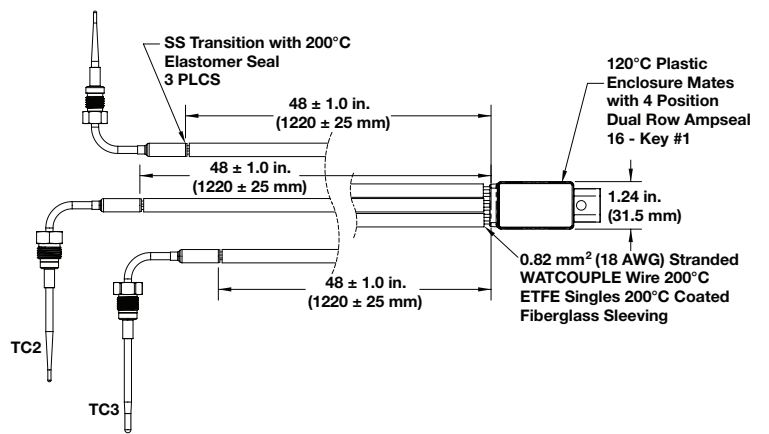 SS Transition with 200°C
Elastomer Seal
3 PLCS
120°C Plastic
Enclosure Mates
with 4 Position
Dual Row Ampseal
16 - Key #1
48 ± 1.0 in.
(1220 ± 25 mm)
48 ± 1.0 in.
(1220 ± 25 mm)
1.24 in.
(31.5 mm)
0.82 mm² (18 AWG) Stranded
WATCOUPLE Wire 200°C
ETFE Singles 200°C Coated
Fiberglass Sleeving
48 ± 1.0 in.
(1220 ± 25 mm)
TC2
TC3